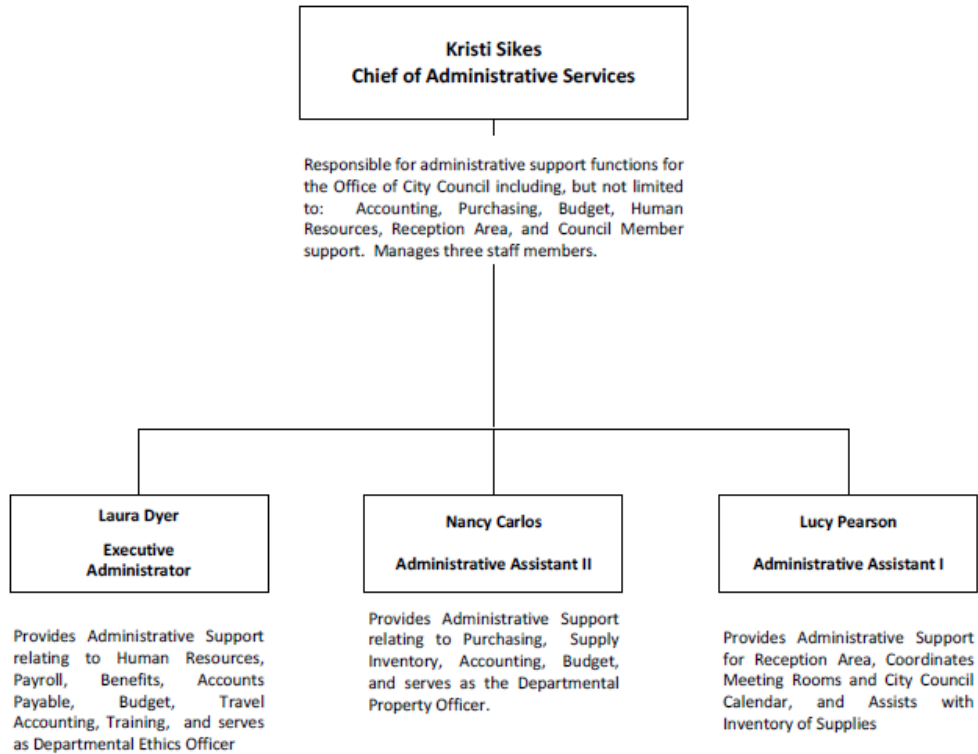 Kristi Sikes
Chief of Administrative Services
Responsible for administrative support functions for
the Office of City Council including, but not limited
to: Accounting, Purchasing, Budget, Human
Resources, Reception Area, and Council Member
support. Manages three staff members.
Laura Dyer
Executive
Administrator
Provides Administrative Support
relating to Human Resources,
Payroll, Benefits, Accounts
Payable, Budget, Travel
Accounting, Training, and serves
as Departmental Ethics Officer
Nancy Carlos
Administrative Assistant II
Provides Administrative Support
relating to Purchasing, Supply
Inventory, Accounting, Budget,
and serves as the Departmental
Property Officer.
Lucy Pearson
Administrative Assistant I
Provides Administrative Support
for Reception Area, Coordinates
Meeting Rooms and City Council
Calendar, and Assists with
Inventory of Supplies